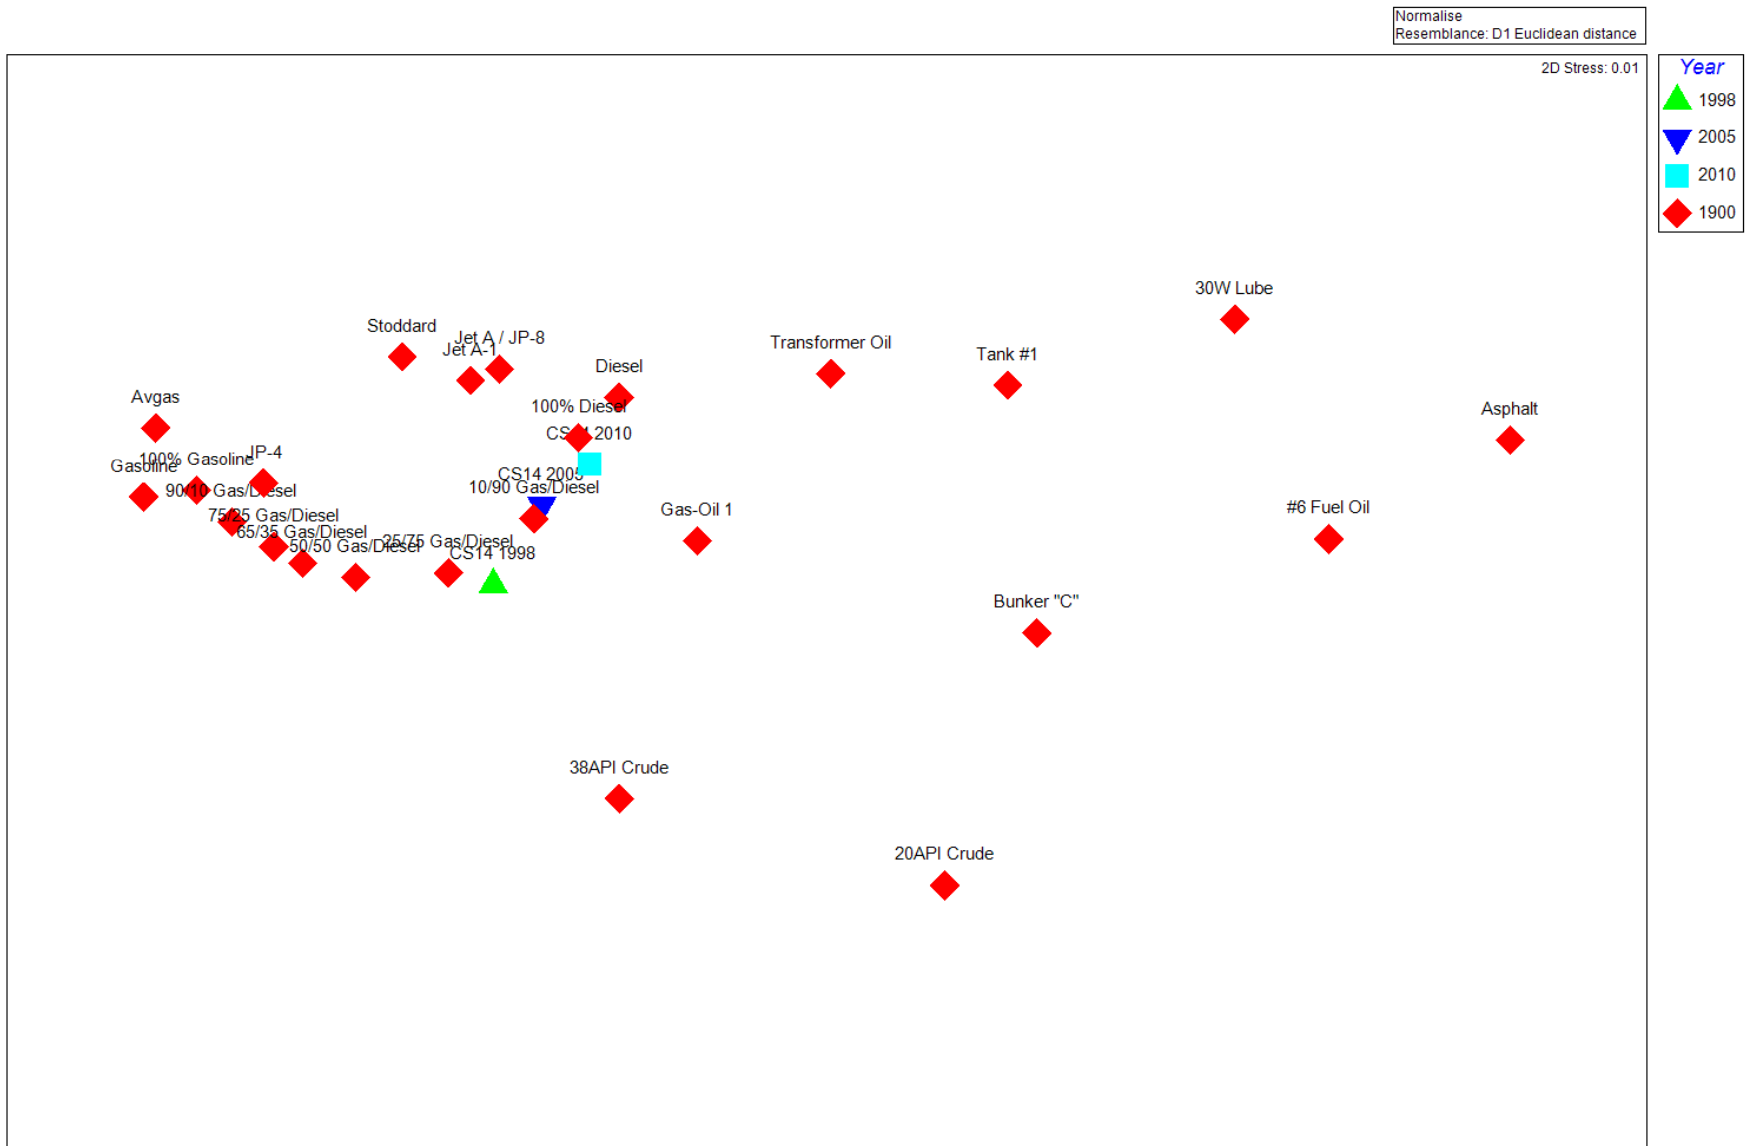 Normalise
Resemblance: D1 Euclidean distance
2D Stress: 0.01
Year
1998
2005
2010
1900
30W Lube
Stoddard
Jet A / JP-8
Jet A-1
Transformer Oil
Tank #1
Diesel
Avgas
100% Diesel
Asphalt
CS14 2010
JP-4
100% Gasoline
Gasoline
CS14 2005
10/90 Gas/Diesel
90/10 Gas/Diesel
Gas-Oil 1
#6 Fuel Oil
75/25 Gas/Diesel
65/35 Gas/Diesel
25/75 Gas/Diesel
50/50 Gas/Diesel
CS14 1998
Bunker "C"
38API Crude
20API Crude